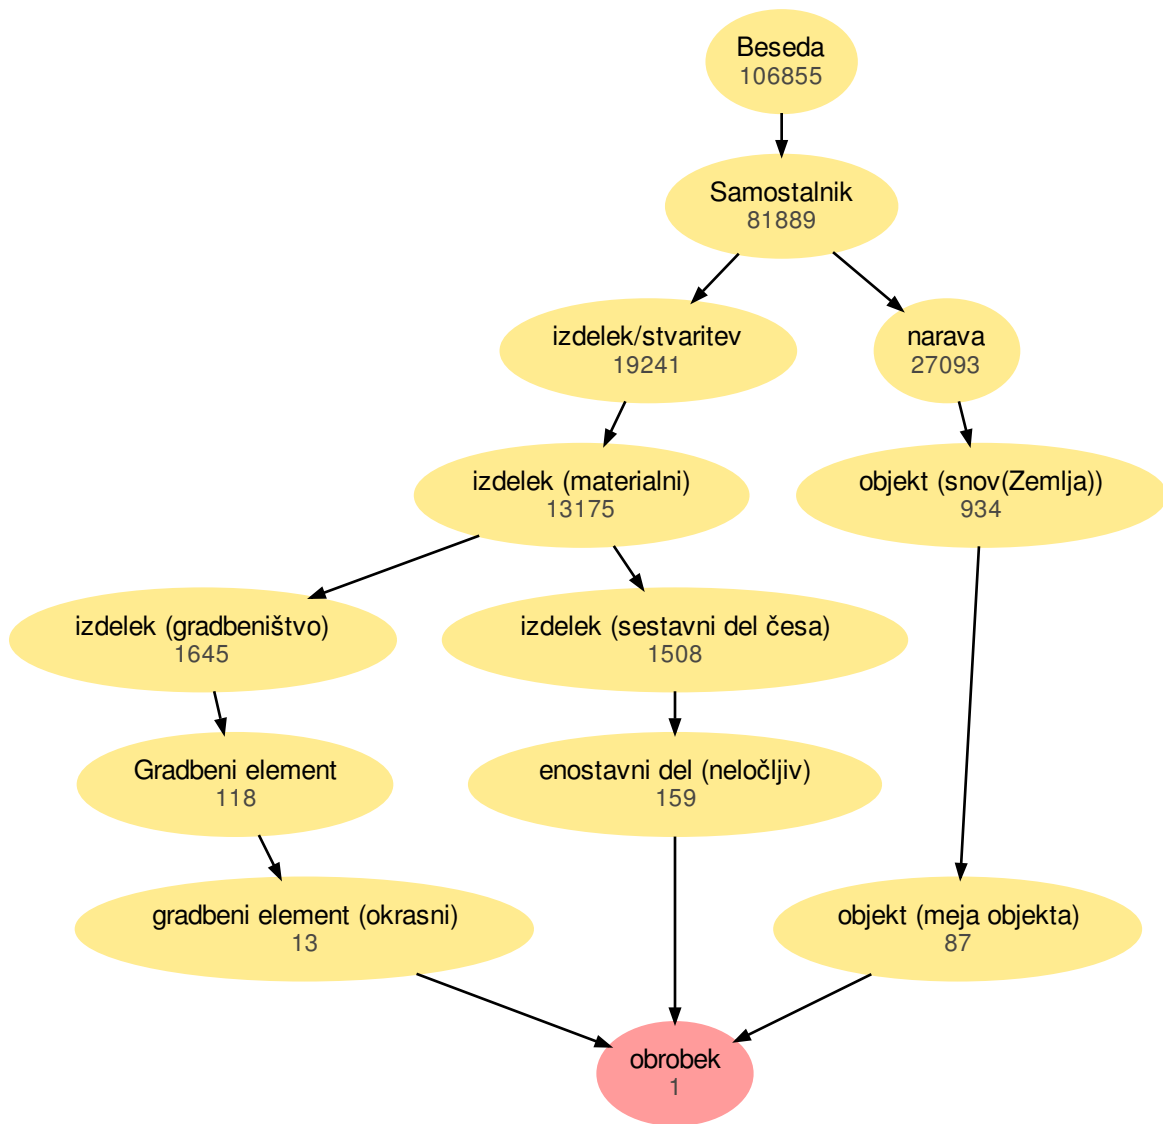 Beseda
106855
Samostalnik
81889
izdelek/stvaritev
19241
narava
27093
izdelek (materialni)
13175
objekt (snov(Zemlja))
934
izdelek (gradbeništvo)
1645
izdelek (sestavni del česa)
1508
Gradbeni element
118
enostavni del (neločljiv)
159
gradbeni element (okrasni)
13
objekt (meja objekta)
87
obrobek
1